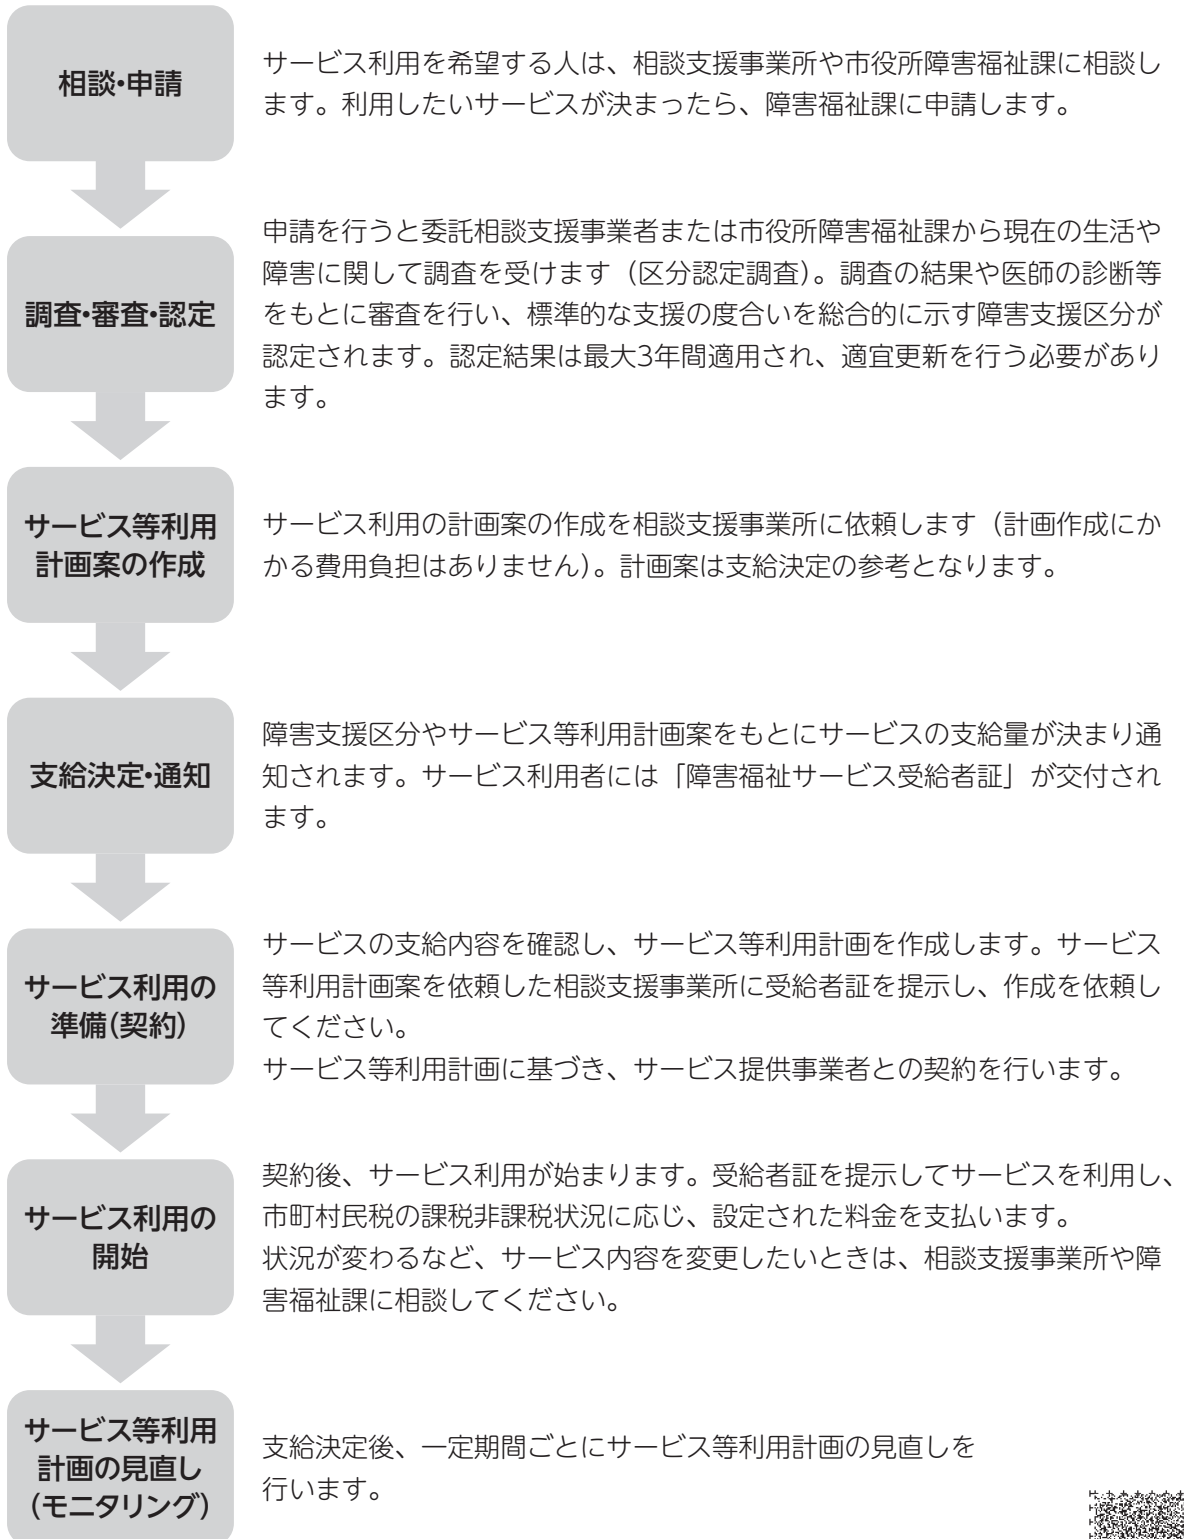 相談・申請
サービス利用を希望する人は、相談支援事業所や市役所障害福祉課に相談し
ます。利用したいサービスが決まったら、障害福祉課に申請します。
調査・審査・認定
申請を行うと委託相談支援事業者または市役所障害福祉課から現在の生活や
障害に関して調査を受けます（区分認定調査）。調査の結果や医師の診断等
をもとに審査を行い、標準的な支援の度合いを総合的に示す障害支援区分が
認定されます。認定結果は最大3年間適用され、適宜更新を行う必要があり
ます。
サービス等利用
計画案の作成
サービス利用の計画案の作成を相談支援事業所に依頼します（計画作成にか
かる費用負担はありません）。計画案は支給決定の参考となります。
支給決定・通知
障害支援区分やサービス等利用計画案をもとにサービスの支給量が決まり通
知されます。サービス利用者には「障害福祉サービス受給者証」が交付され
ます。
サービス利用の
準備（契約）
サービスの支給内容を確認し、サービス等利用計画を作成します。サービス
等利用計画案を依頼した相談支援事業所に受給者証を提示し、作成を依頼し
てください。
サービス等利用計画に基づき、サービス提供事業者との契約を行います。
サービス利用の
開始
契約後、サービス利用が始まります。受給者証を提示してサービスを利用し、
市町村民税の課税非課税状況に応じ、設定された料金を支払います。
状況が変わるなど、サービス内容を変更したいときは、相談支援事業所や障
害福祉課に相談してください。
サービス等利用
計画の見直し
（モニタリング）
支給決定後、一定期間ごとにサービス等利用計画の見直しを
行います。